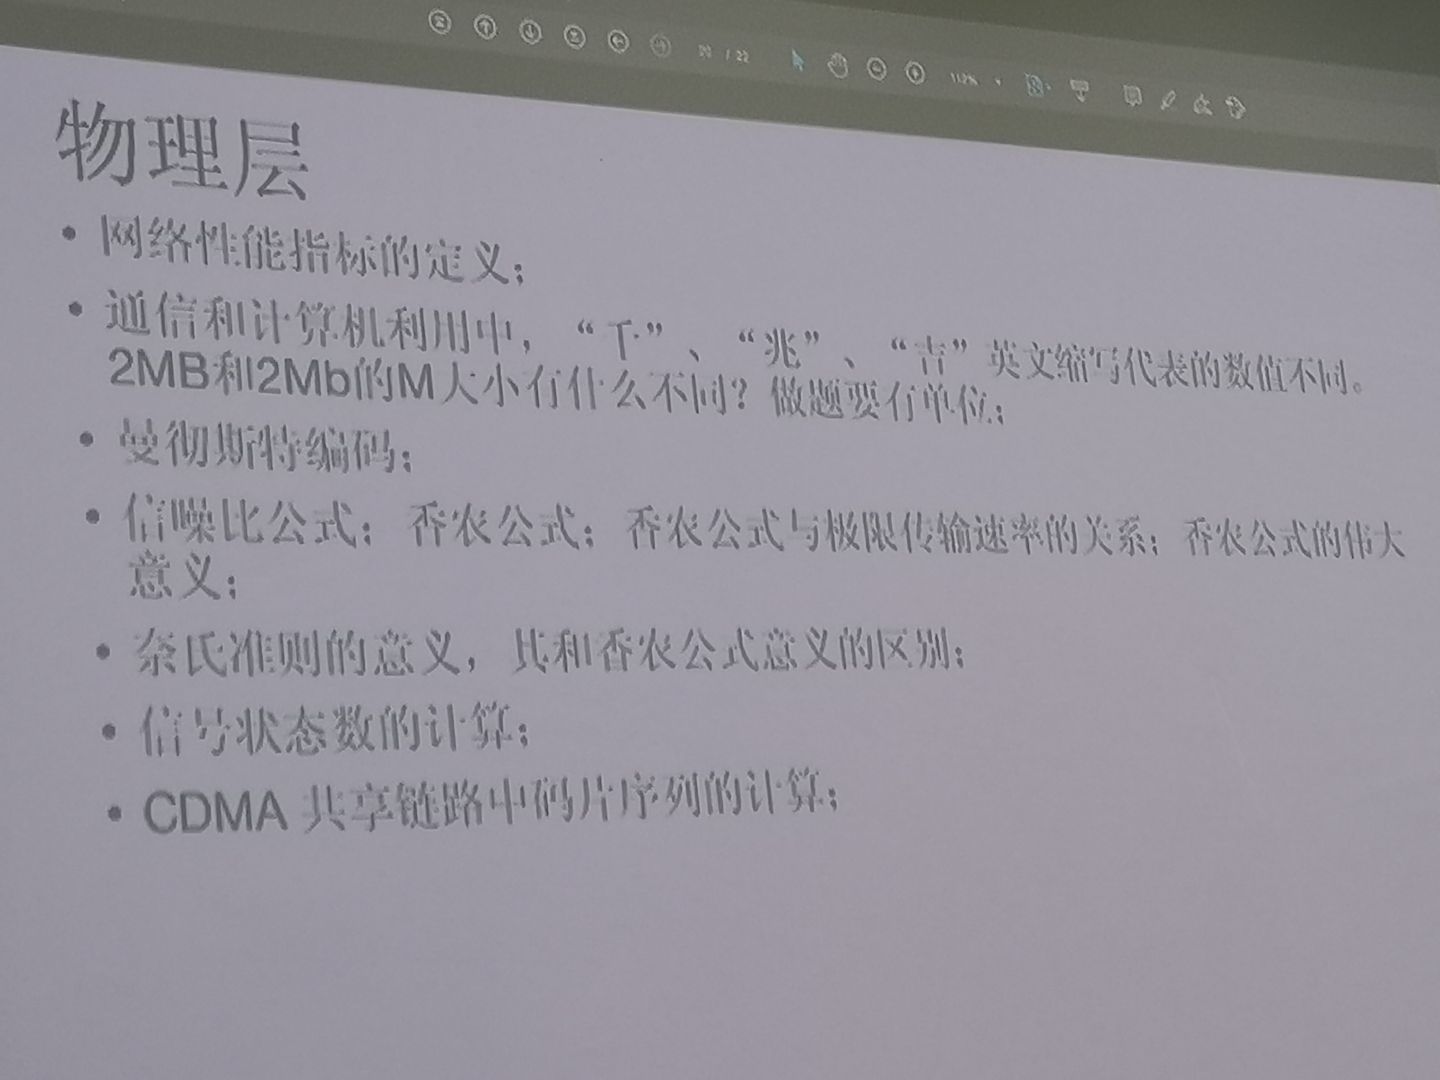 / 22
112%
物理层
• 网络性能指标的定义；
• 通信和计算机利用中，“千”、“兆”、“吉”英文缩写代表的数值不同。
2MB和2Mb的M大小有什么不同？做题要有单位；
• 曼彻斯特编码；
• 信噪比公式；香农公式；香农公式与极限传输速率的关系；香农公式的伟大
意义；
• 奈氏准则的意义，其和香农公式意义的区别；
• 信号状态数的计算；
• CDMA 共享链路中码片序列的计算；